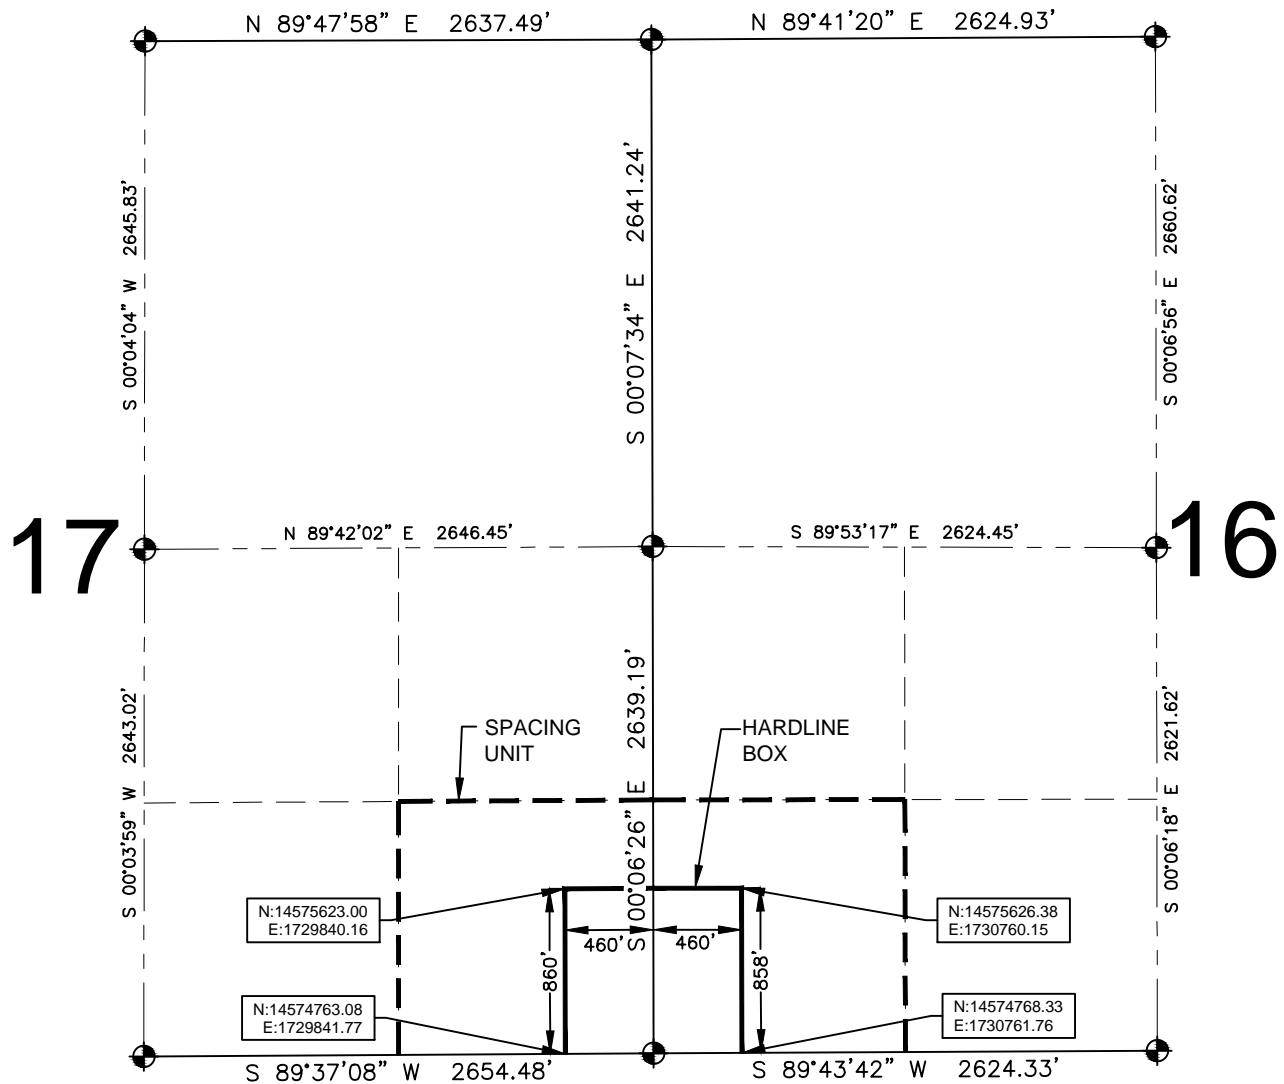 N 89°47'58" E 2637.49'
N 89°41'20" E 2624.93'
S 00°04'04" W 2645.83'
S 00°07'34" E 2641.24'
S 00°06'56" E 2660.62'
17
N 89°42'02" E 2646.45'
S 89°53'17" E 2624.45'
16
S 00°03'59" W 2643.02'
SPACING
UNIT
S 00°06'26" E 2639.19'
HARDLINE
BOX
S 00°06'18" E 2621.62'
N:14575623.00
E:1729840.16
460'
460'
N:14575626.38
E:1730760.15
860'
858'
N:14574763.08
E:1729841.77
N:14574768.33
E:1730761.76
S 89°37'08" W 2654.48'
S 89°43'42" W 2624.33'